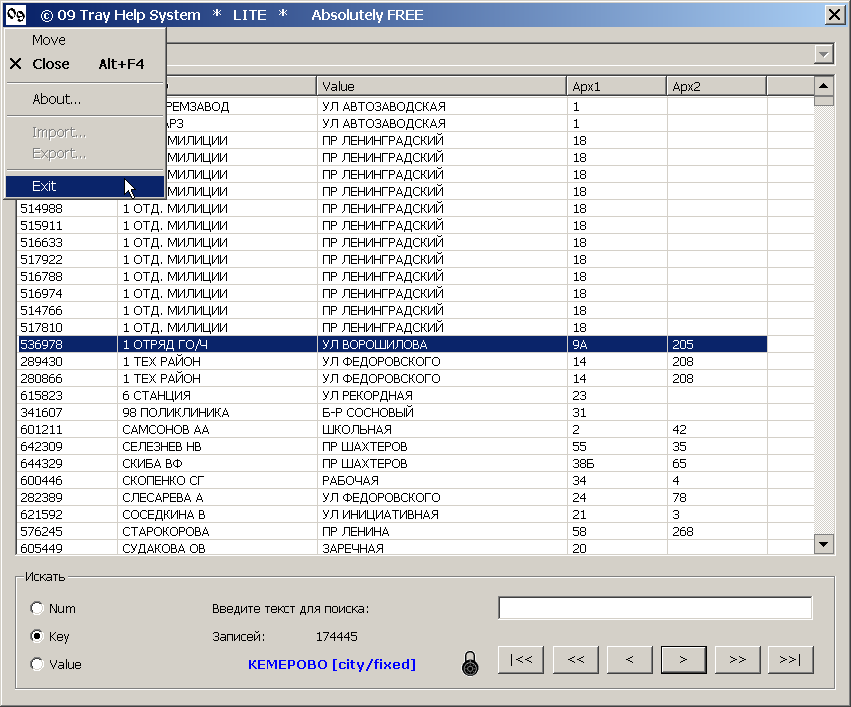 09 © 09 Tray Help System * LITE * Absolutely FREE
Move
Close Alt+F4
About...
Import...
Export...
Exit
Value Арх1 Арх2
РЕМЗАВОД УЛ АВТОЗАВОДСКАЯ 1
АРЗ УЛ АВТОЗАВОДСКАЯ 1
МИЛИЦИИ ПР ЛЕНИНГРАДСКИЙ 18
МИЛИЦИИ ПР ЛЕНИНГРАДСКИЙ 18
МИЛИЦИИ ПР ЛЕНИНГРАДСКИЙ 18
МИЛИЦИИ ПР ЛЕНИНГРАДСКИЙ 18
514988 1 ОТД. МИЛИЦИИ ПР ЛЕНИНГРАДСКИЙ 18
515911 1 ОТД. МИЛИЦИИ ПР ЛЕНИНГРАДСКИЙ 18
516633 1 ОТД. МИЛИЦИИ ПР ЛЕНИНГРАДСКИЙ 18
517922 1 ОТД. МИЛИЦИИ ПР ЛЕНИНГРАДСКИЙ 18
516788 1 ОТД. МИЛИЦИИ ПР ЛЕНИНГРАДСКИЙ 18
516974 1 ОТД. МИЛИЦИИ ПР ЛЕНИНГРАДСКИЙ 18
514766 1 ОТД. МИЛИЦИИ ПР ЛЕНИНГРАДСКИЙ 18
517810 1 ОТД. МИЛИЦИИ ПР ЛЕНИНГРАДСКИЙ 18
536978 1 ОТРЯД ГО/Ч УЛ ВОРОШИЛОВА 9А 205
289430 1 ТЕХ РАЙОН УЛ ФЕДОРОВСКОГО 14 208
280866 1 ТЕХ РАЙОН УЛ ФЕДОРОВСКОГО 14 208
615823 6 СТАНЦИЯ УЛ РЕКОРДНАЯ 23
341607 98 ПОЛИКЛИНИКА Б-Р СОСНОВЫЙ 31
601211 САМСОНОВ АА ШКОЛЬНАЯ 2 42
642309 СЕЛЕЗНЕВ НВ ПР ШАХТЕРОВ 55 35
644329 СКИБА ВФ ПР ШАХТЕРОВ 38Б 65
600446 СКОПЕНКО СГ РАБОЧАЯ 34 4
282389 СЛЕСАРЕВА А УЛ ФЕДОРОВСКОГО 24 78
621592 СОСЕДКИНА В УЛ ИНИЦИАТИВНАЯ 21 3
576245 СТАРОКОРОВА ПР ЛЕНИНА 58 268
605449 СУДАКОВА ОВ ЗАРЕЧНАЯ 20
Искать
Num Введите текст для поиска:
Key Записей: 174445
Value КЕМЕРОВО [city/fixed] |<< << < > >> >>|